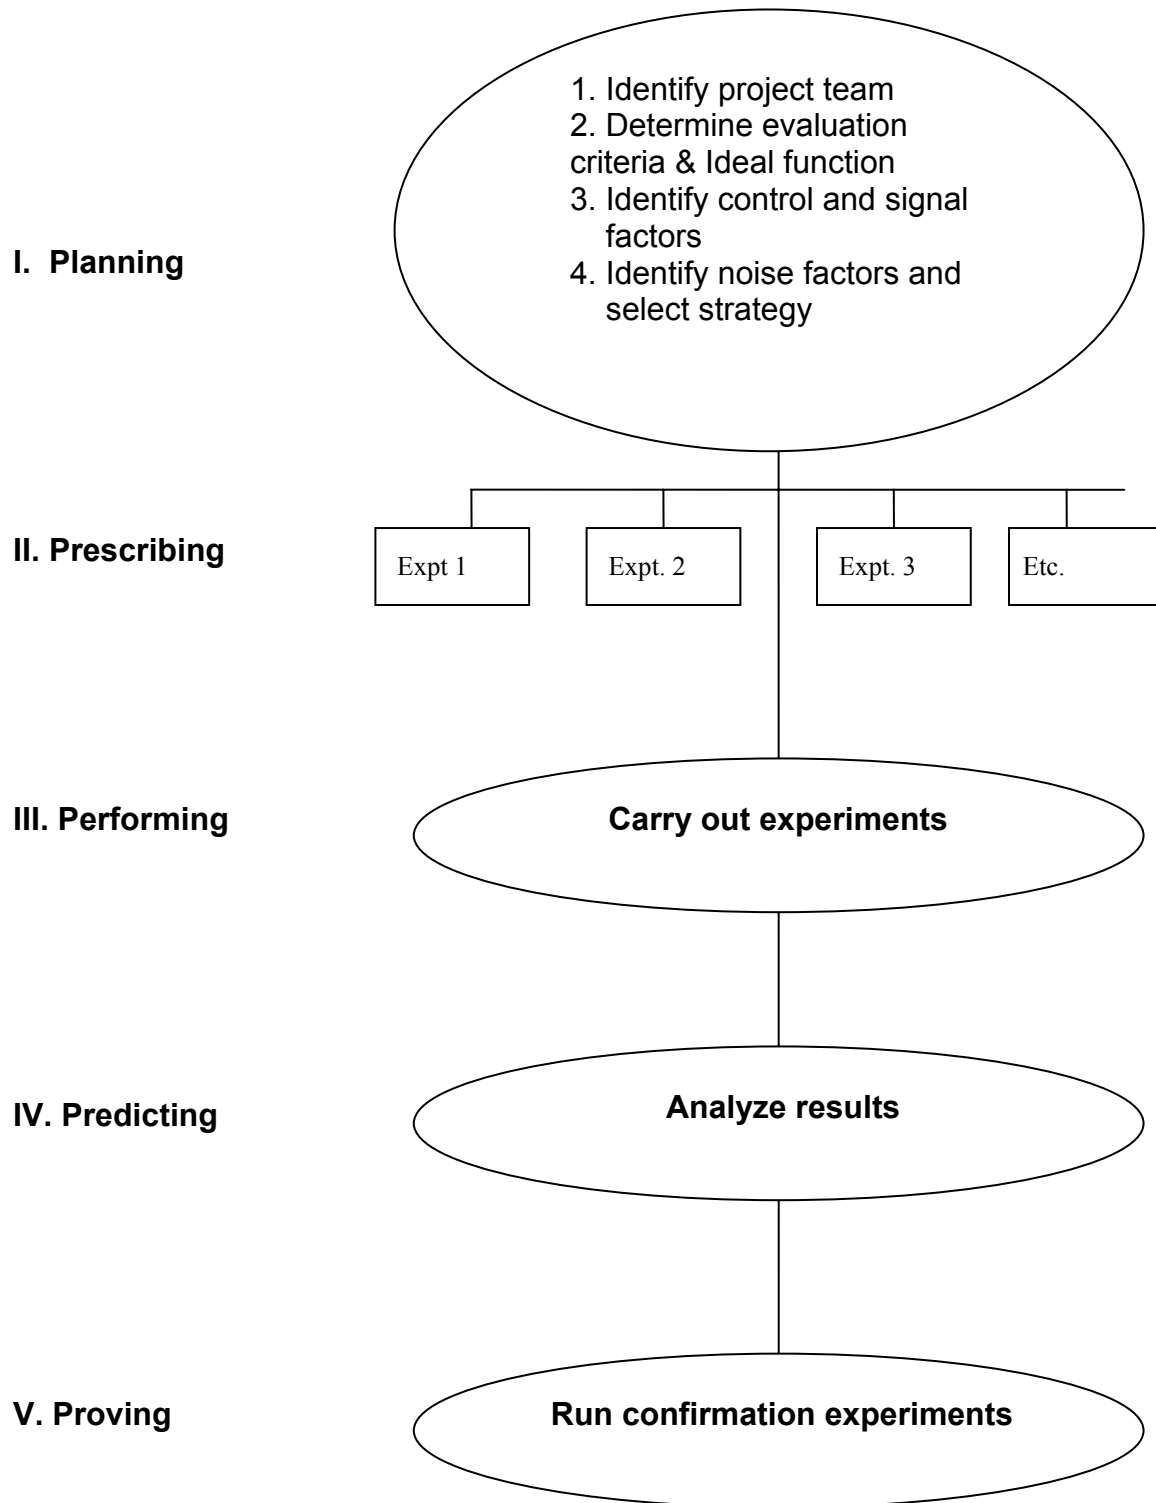 1. Identify project team
2. Determine evaluation
criteria & Ideal function
3. Identify control and signal
factors
4. Identify noise factors and
select strategy
I. Planning
II. Prescribing
Expt 1
Expt. 2
Expt. 3
Etc.
III. Performing
Carry out experiments
IV. Predicting
Analyze results
V. Proving
Run confirmation experiments